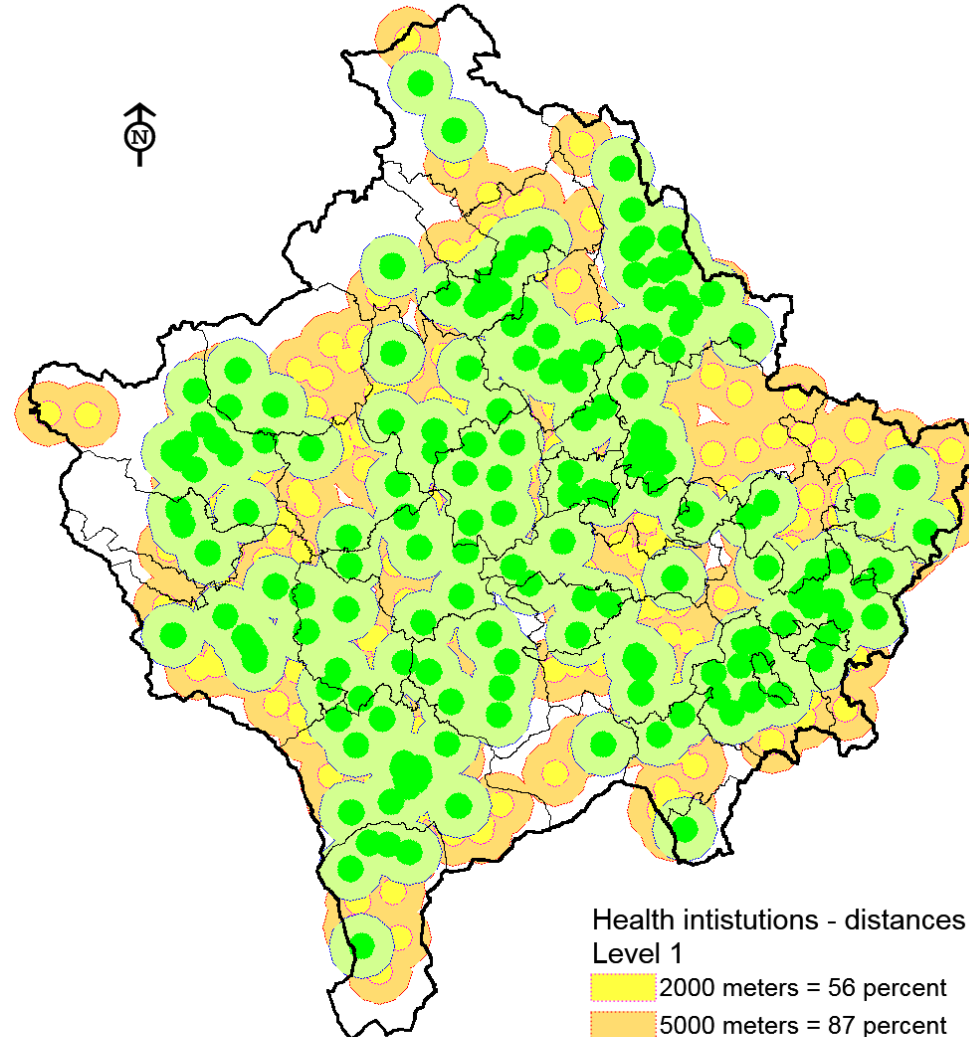 N
Health intistutions - distances
Level 1
2000 meters = 56 percent
5000 meters = 87 percent